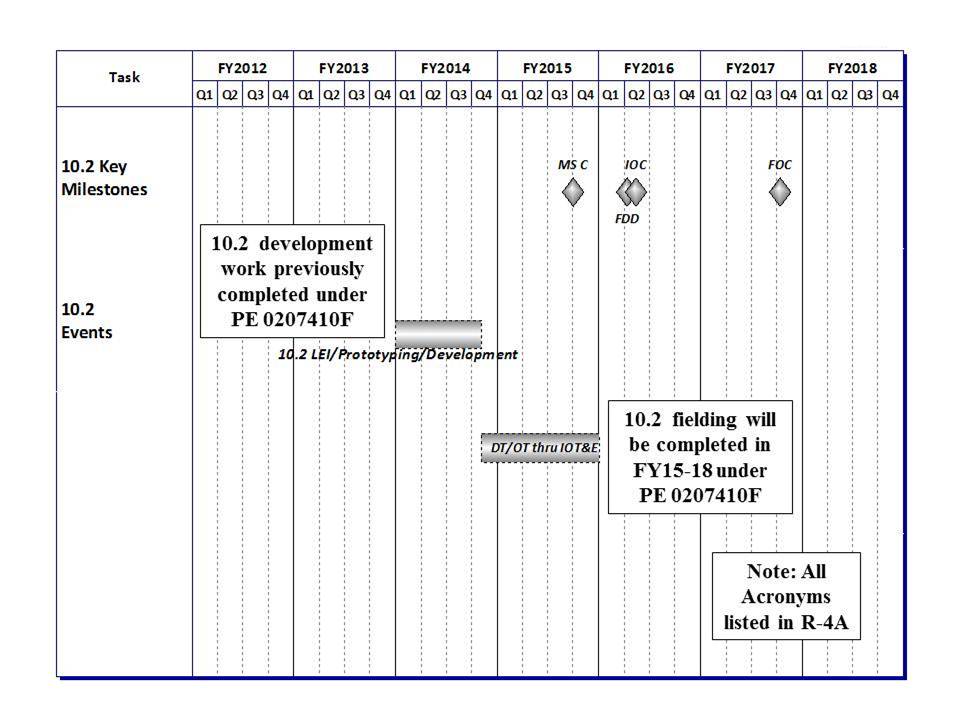 Task
FY2012 FY2013 FY2014 FY2015 FY2016 FY2017 FY2018
Q1 Q2 Q3 Q4 Q1 Q2 Q3 Q4 Q1 Q2 Q3 Q4 Q1 Q2 Q3 Q4 Q1 Q2 Q3 Q4 Q1 Q2 Q3 Q4 Q1 Q2 Q3 Q4
10.2 Key
Milestones
MS C
IOC
FOC
FDD
10.2 development
work previously
completed under
PE 0207410F
10.2
Events
10.2 LEI/Prototyping/Development
DT/OT thru IOT&E
10.2 fielding will
be completed in
FY15-18 under
PE 0207410F
Note: All
Acronyms
listed in R-4A